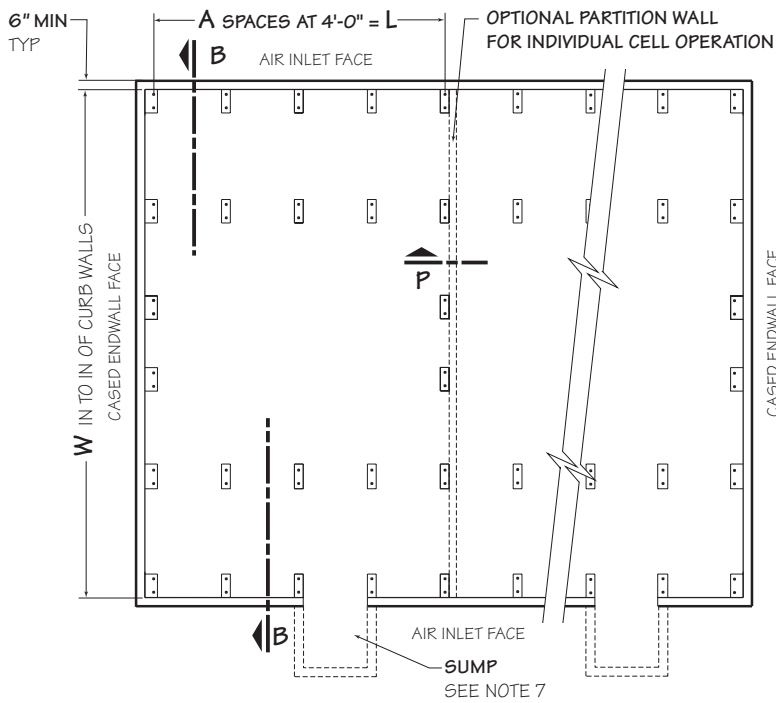 6" MIN
TYP
A SPACES AT 4'-0" = L
B
AIR INLET FACE
OPTIONAL PARTITION WALL
FOR INDIVIDUAL CELL OPERATION
W IN TO IN OF CURB WALLS
CASED ENDWALL FACE
P
CASED ENDWALL FACE
B
AIR INLET FACE
SUMP
SEE NOTE 7